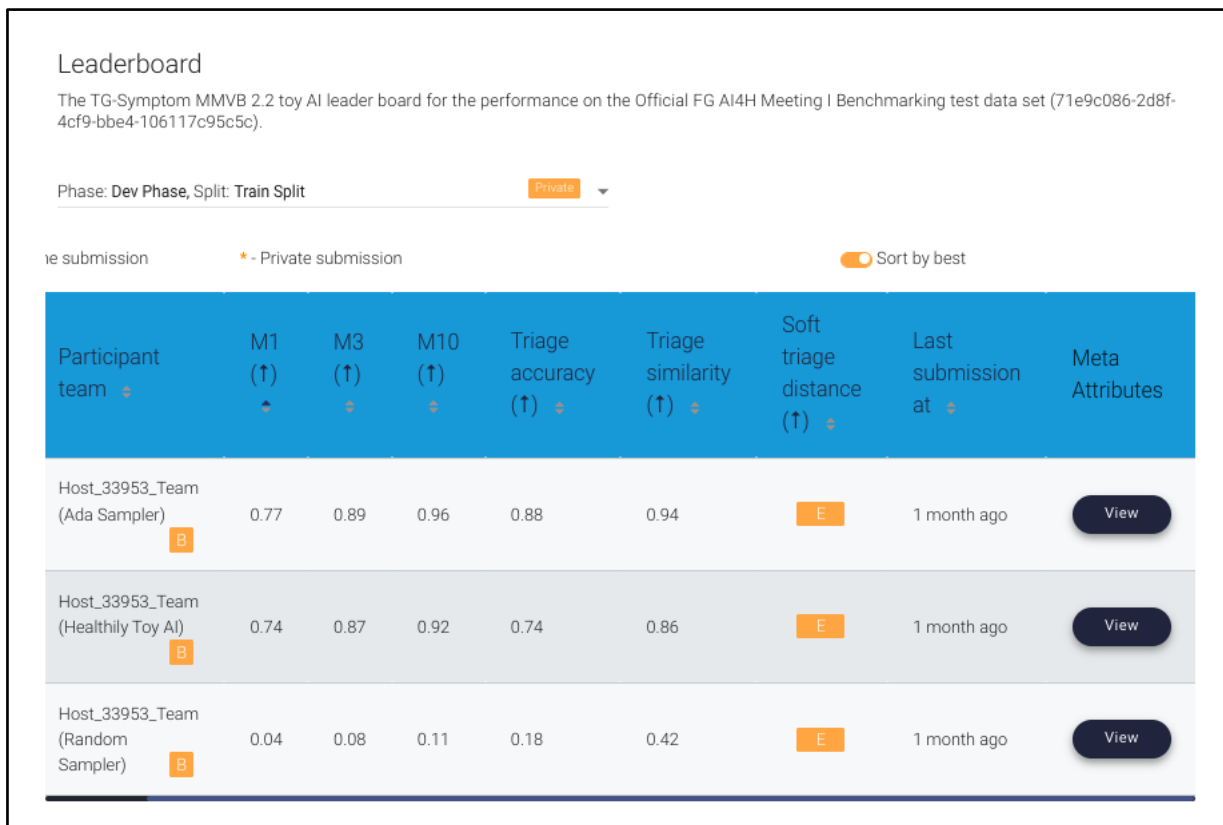 Leaderboard
The TG-Symptom MMVB 2.2 toy AI leader board for the performance on the Official FG AI4H Meeting I Benchmarking test data set (71e9c086-2d8f-
4cf9-bbe4-106117c95c5c).
Phase: Dev Phase, Split: Train Split Private
ne submission * - Private submission Sort by best
Participant team M1 (↑) M3 (↑) M10 (↑) Triage accuracy (↑) Triage similarity (↑) Soft triage distance (↑) Last submission at Meta Attributes
Host_33953_Team
(Ada Sampler) 0.77 0.89 0.96 0.88 0.94 E 1 month ago View
B
Host_33953_Team
(Healthily Toy AI) 0.74 0.87 0.92 0.74 0.86 E 1 month ago View
B
Host_33953_Team
(Random 0.04 0.08 0.11 0.18 0.42 E 1 month ago View
Sampler) B